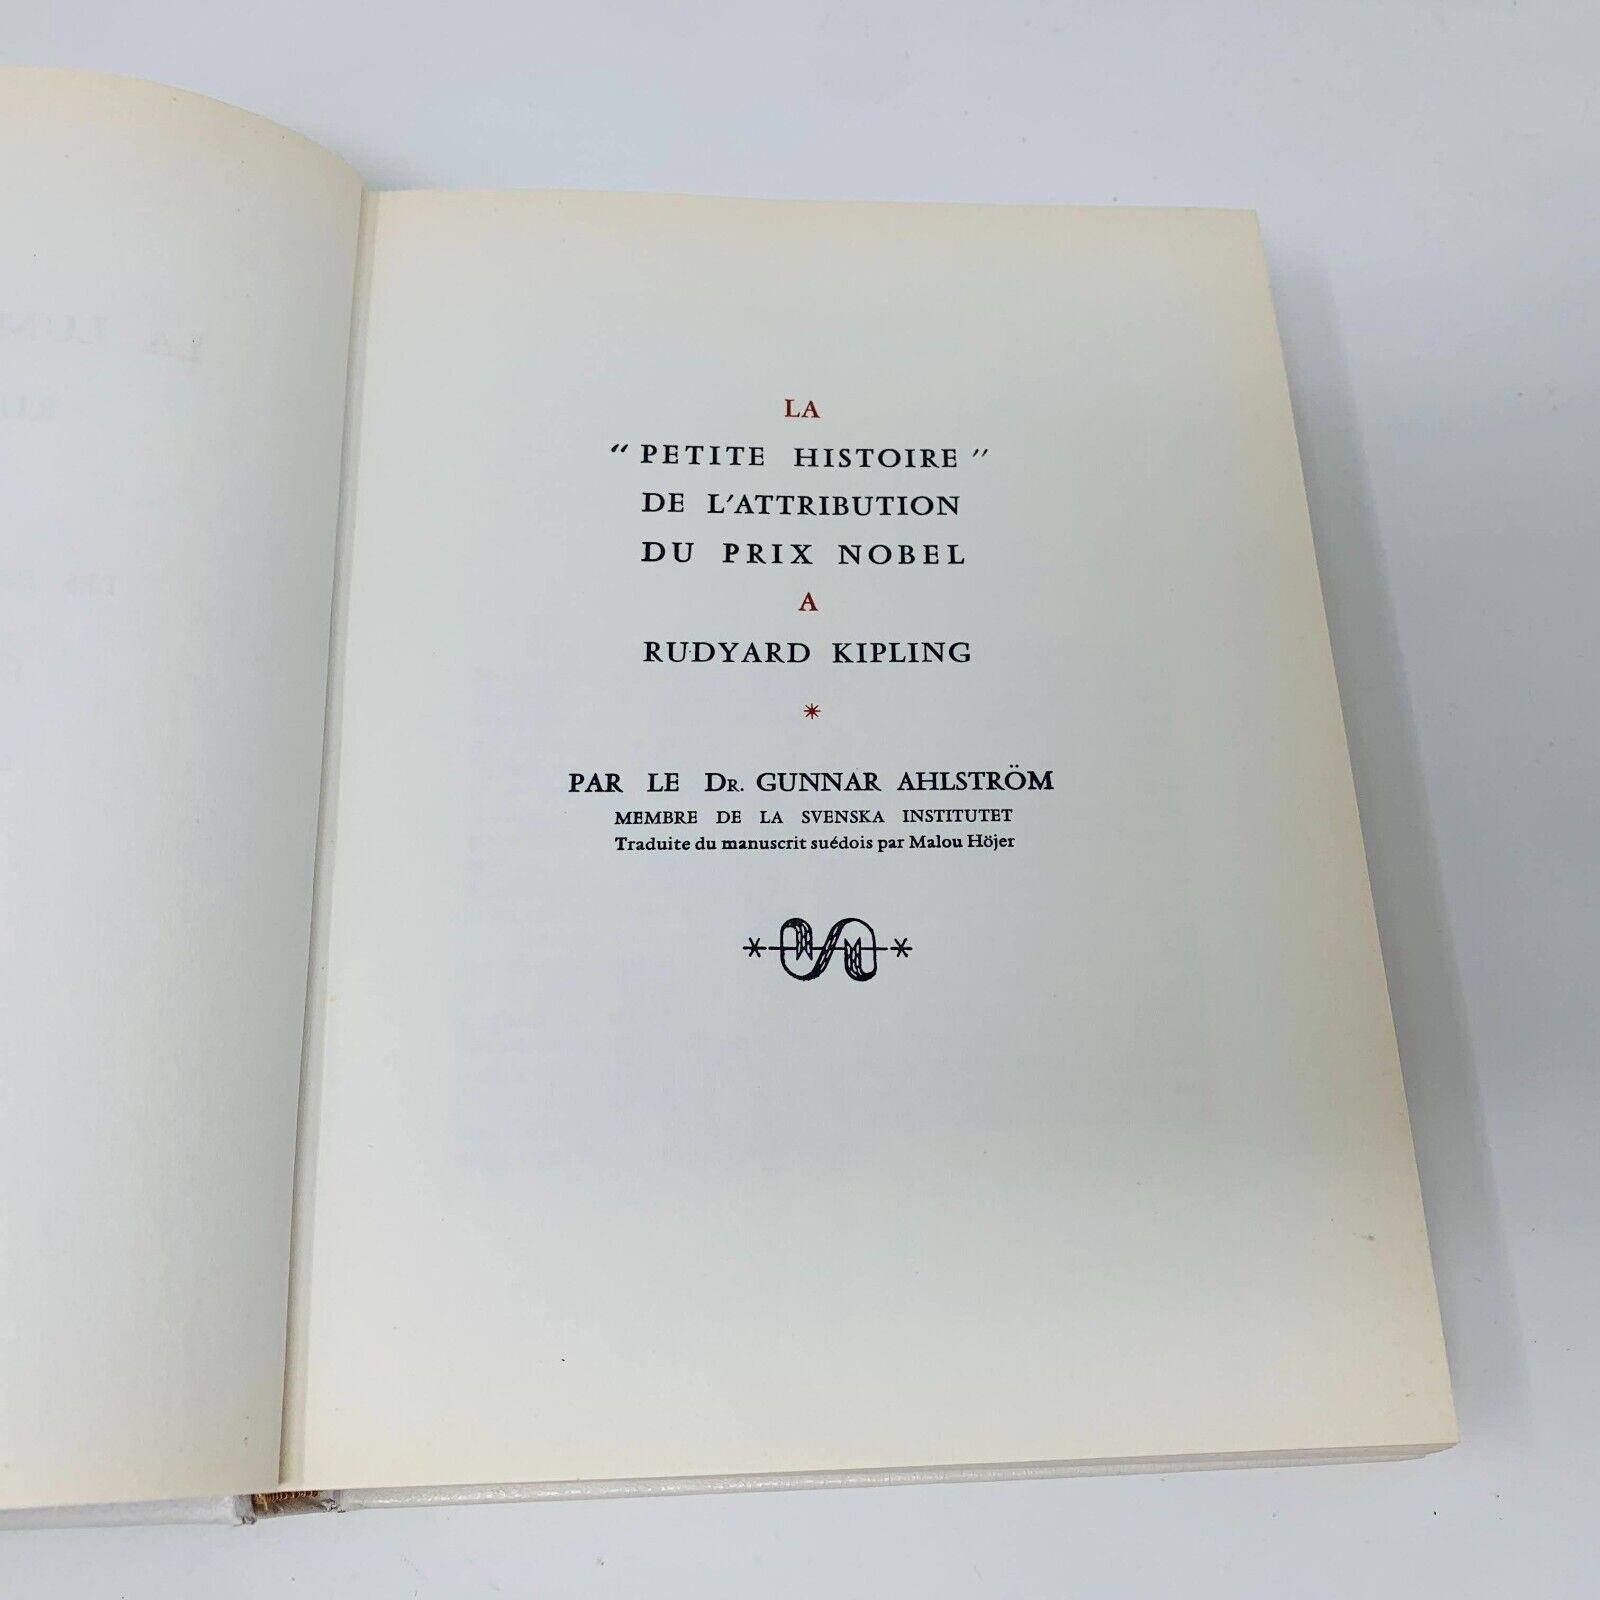 LA
“ PETITE HISTOIRE ”
DE L’ATTRIBUTION
DU PRIX NOBEL
A
RUDYARD KIPLING
*
PAR LE DR. GUNNAR AHLSTRÖM
MEMBRE DE LA SVENSKA INSTITUTET
Traduite du manuscrit suédois par Malou Höjer